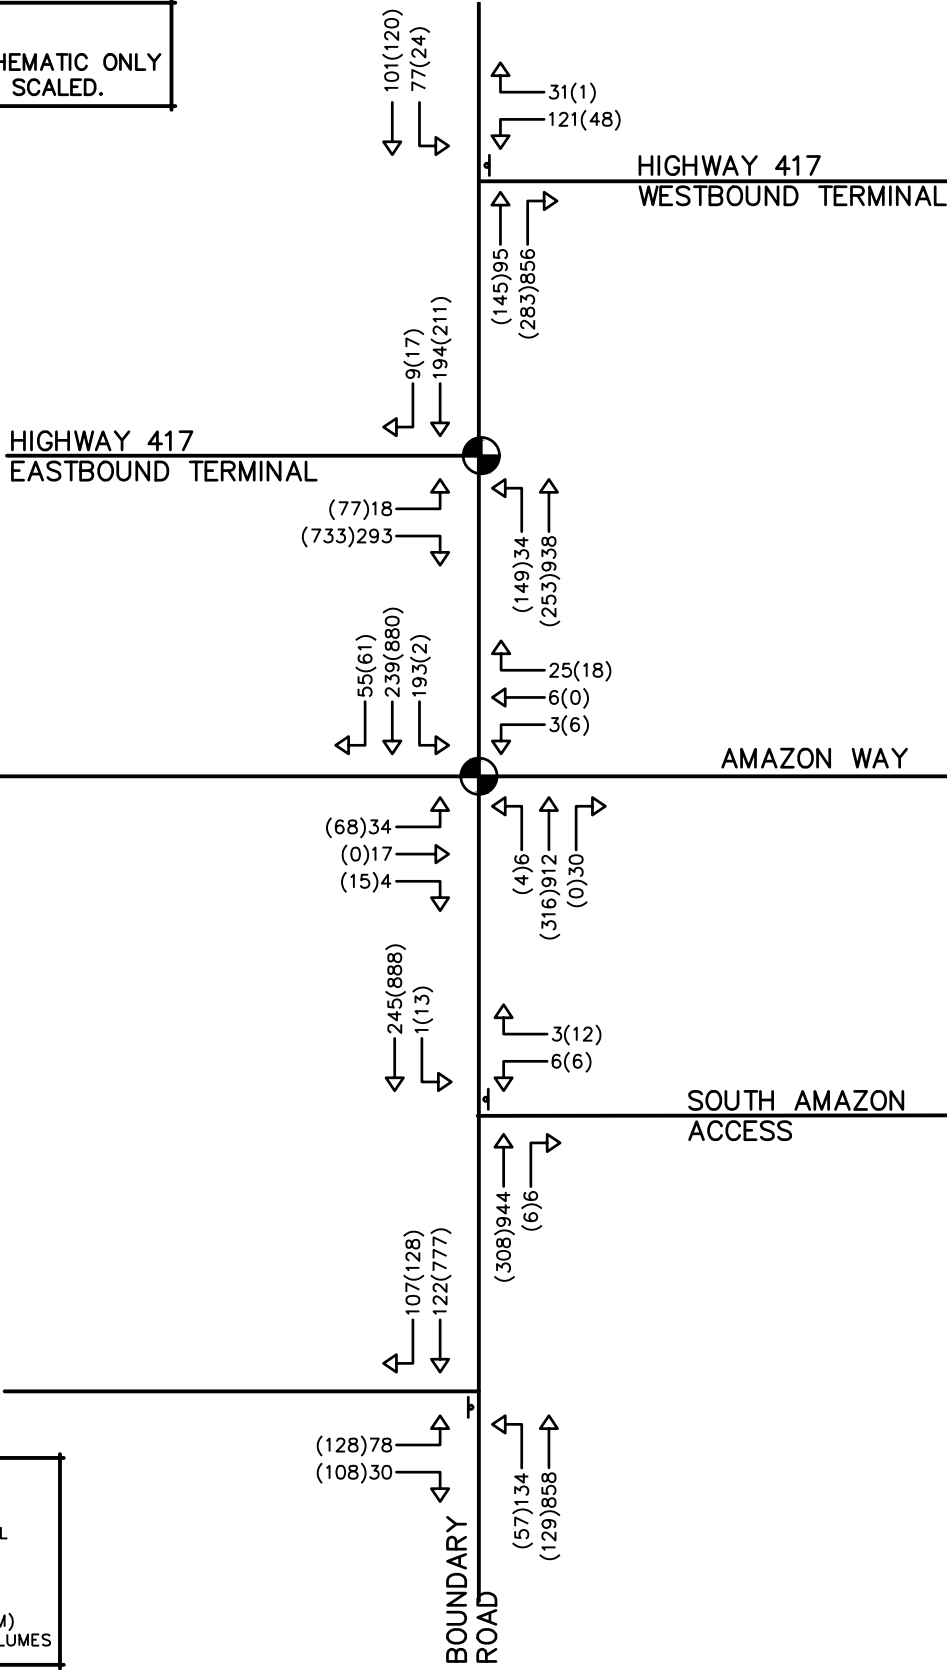 HEMATIC ONLY
SCALED.
101(120)
77(24)
31(1)
121(48)
HIGHWAY 417
WESTBOUND TERMINAL
(145)95
(283)856
9(17)
194(211)
HIGHWAY 417
EASTBOUND TERMINAL
(77)18
(733)293
(149)34
(253)938
55(61)
239(880)
193(2)
25(18)
6(0)
3(6)
AMAZON WAY
(68)34
(0)17
(15)4
(4)6
(316)912
(0)30
245(888)
1(13)
3(12)
6(6)
SOUTH AMAZON
ACCESS
(308)944
(6)6
107(128)
122(777)
(128)78
(108)30
(57)134
(129)858
L
M)
LUMES
BOUNDARY
ROAD